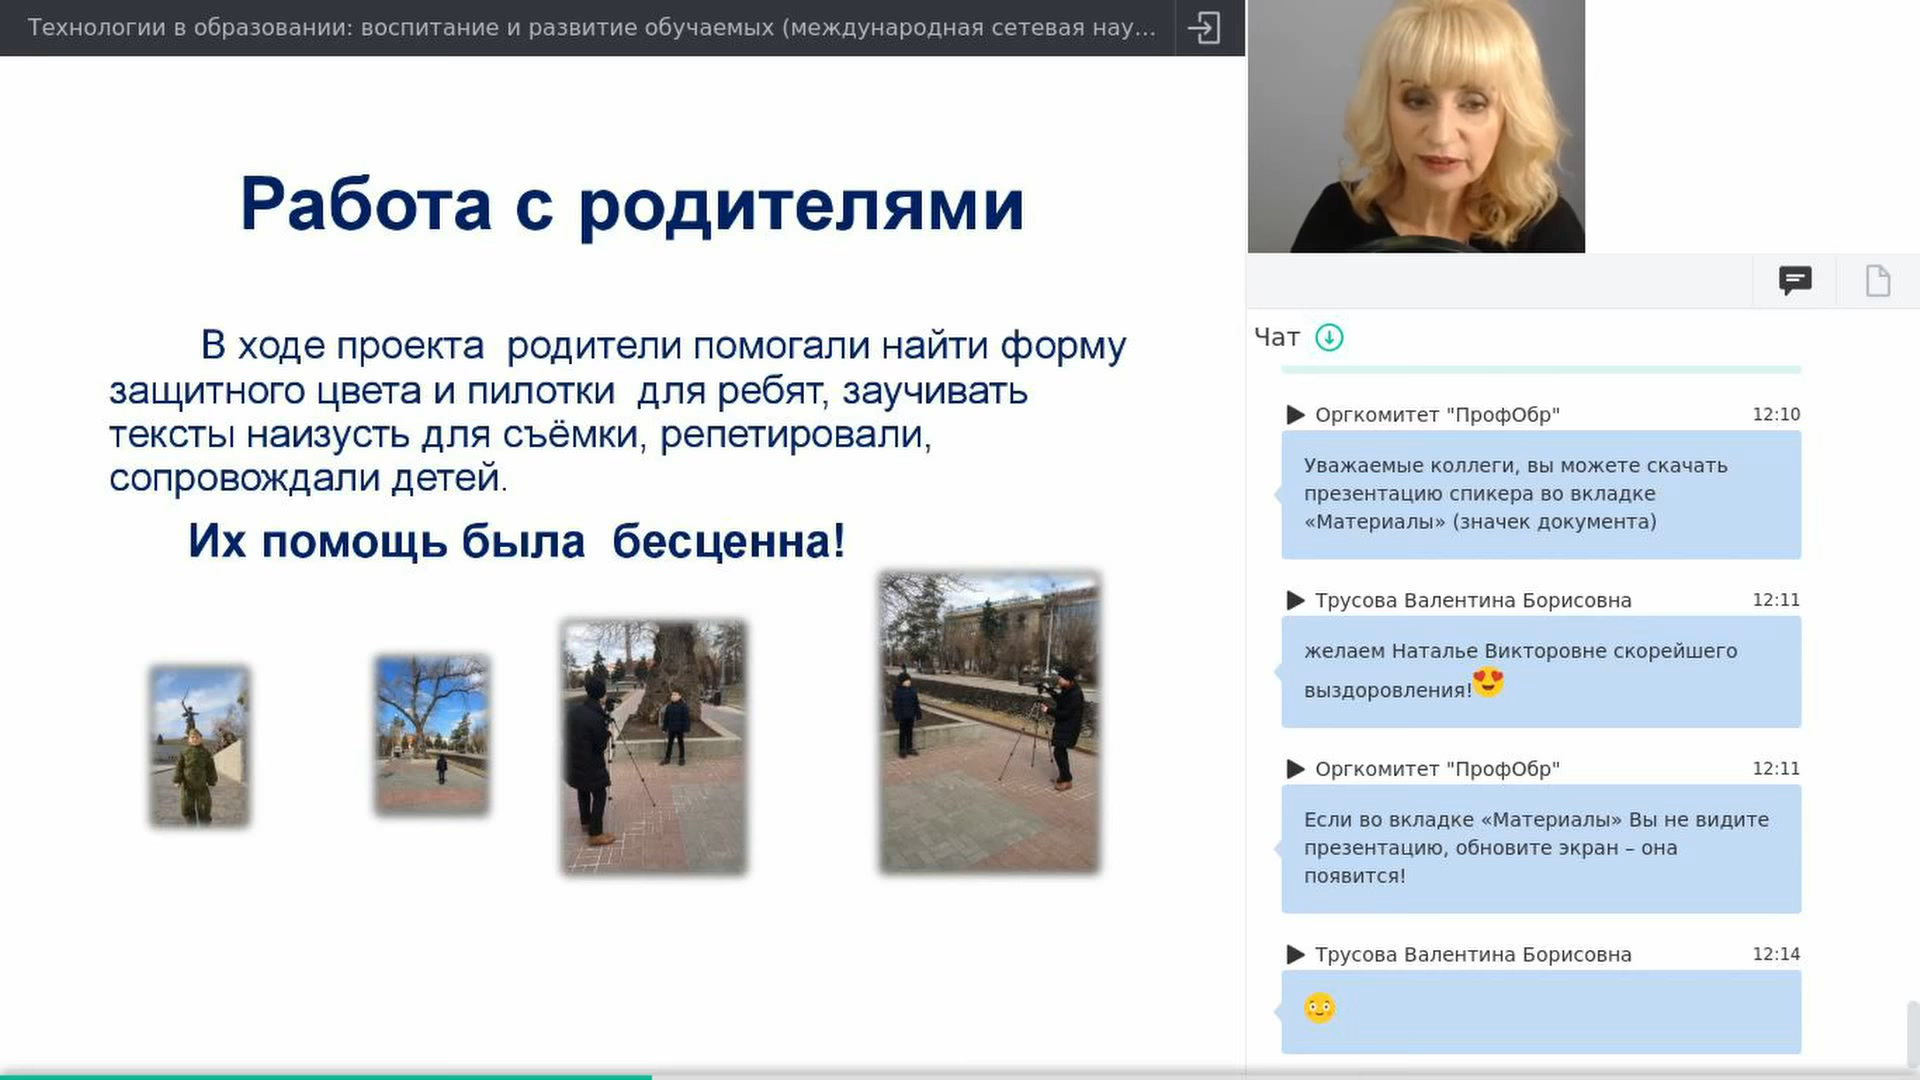 Технологии в образовании: воспитание и развитие обучаемых (международная сетевая нау...
Работа с родителями
В ходе проекта родители помогали найти форму
защитного цвета и пилотки для ребят, заучивать
тексты наизусть для съёмки, репетировали,
сопровождали детей.
Их помощь была бесценна!
Чат
Оргкомитет "ПрофОбр" 12:10
Уважаемые коллеги, вы можете скачать
презентацию спикера во вкладке
«Материалы» (значек документа)
Трусова Валентина Борисовна 12:11
желаем Наталье Викторовне скорейшего
выздоровления!😍
Оргкомитет "ПрофОбр" 12:11
Если во вкладке «Материалы» Вы не видите
презентацию, обновите экран – она
появится!
Трусова Валентина Борисовна 12:14
😳